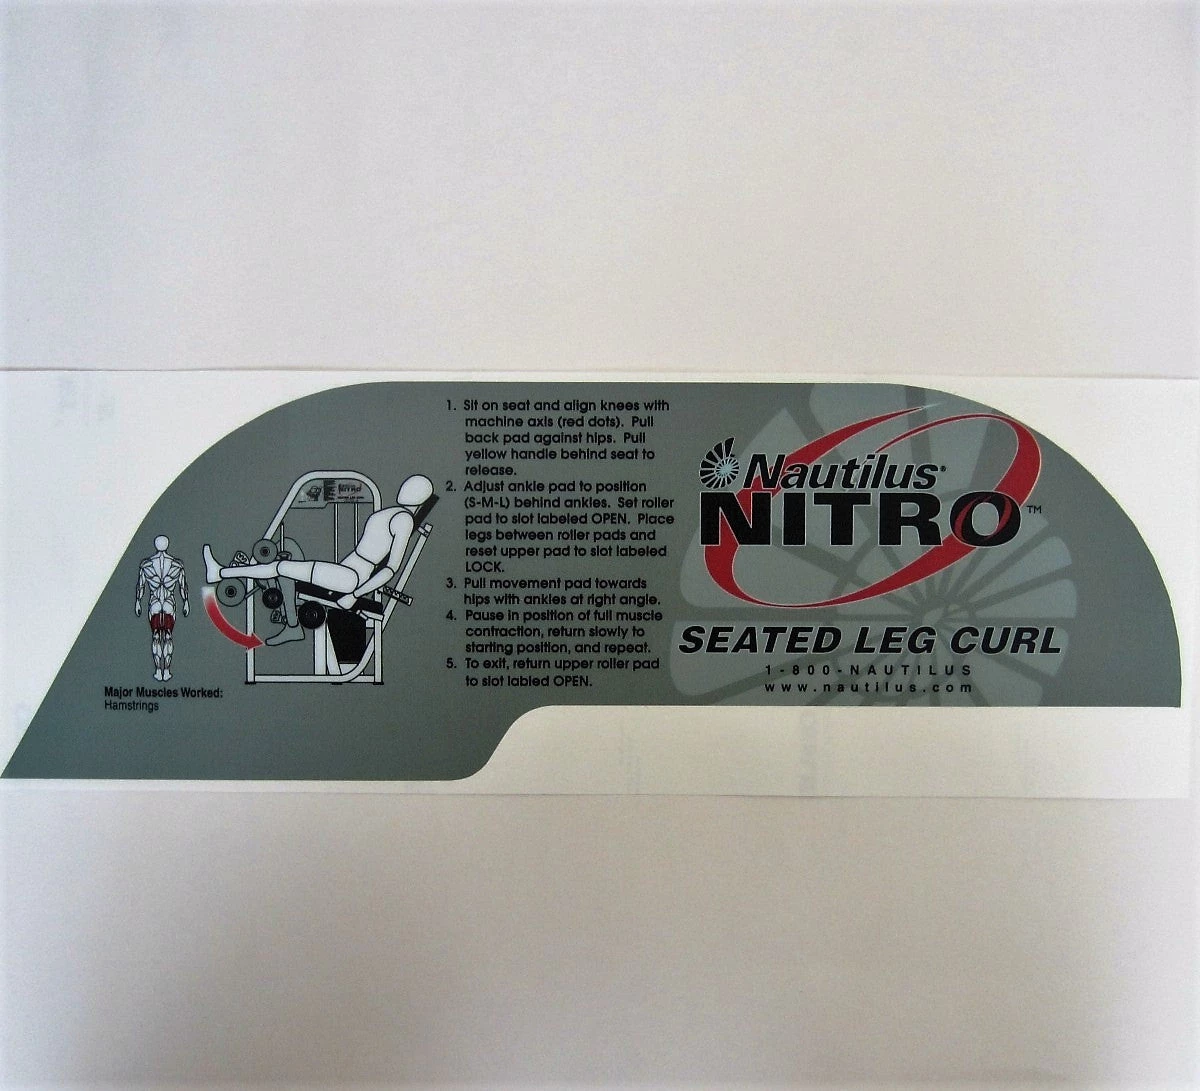 1. Sit on seat and align knees with
machine axis (red dots). Pull
back pad against hips. Pull
yellow handle behind seat to
release.
2. Adjust ankle pad to position
(S-M-L) behind ankles. Set roller
pad to slot labeled OPEN. Place
legs between roller pads and
reset upper pad to slot labeled
LOCK.
3. Pull movement pad towards
hips with ankles at right angle.
4. Pause in position of full muscle
contraction, return slowly to
starting position, and repeat.
5. To exit, return upper roller pad
to slot labled OPEN.
Major Muscles Worked:
Hamstrings
Nautilus®
NITRO™
SEATED LEG CURL
1-800-NAUTILUS
www.nautilus.com